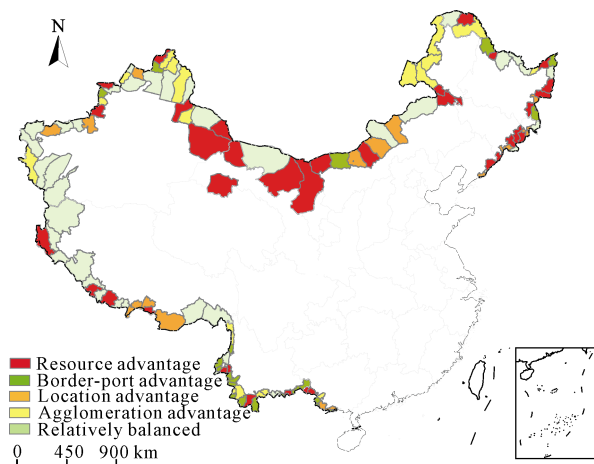 N
Resource advantage
Border-port advantage
Location advantage
Agglomeration advantage
Relatively balanced
0 450 900 km